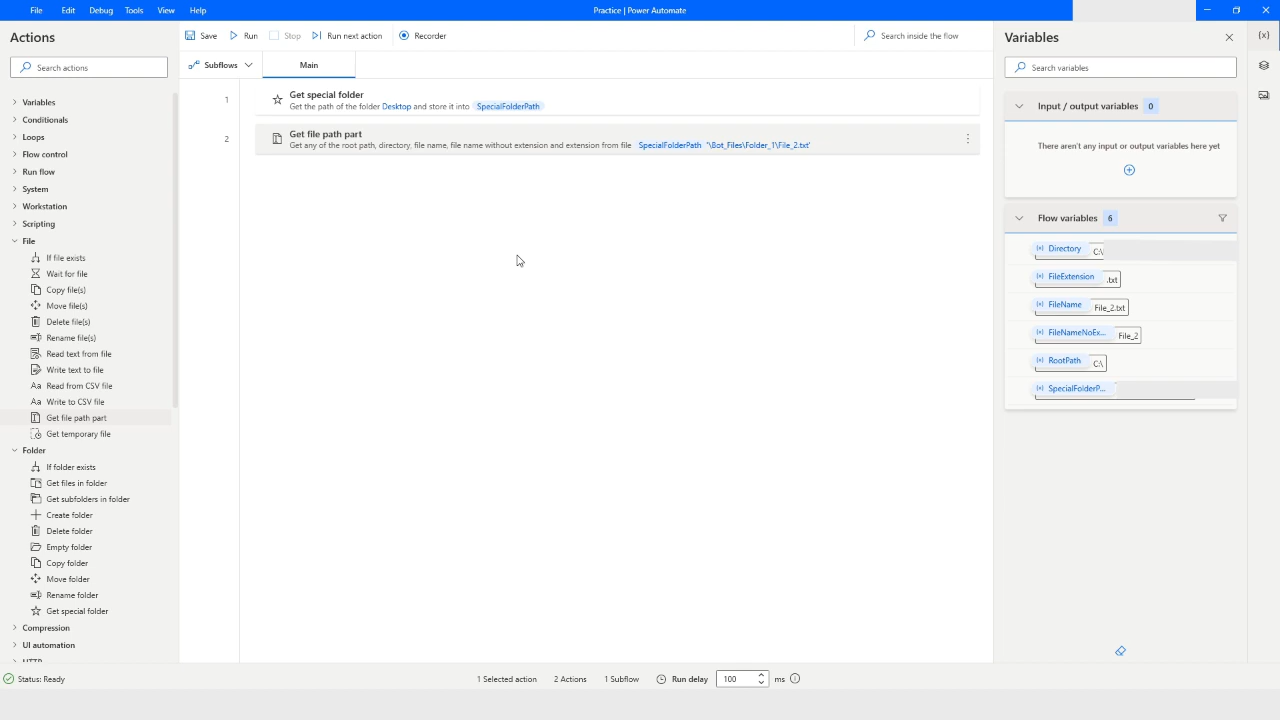 File Edit Debug View Tools Help
Practice | Power Automate
Actions
Search actions
Variables
Conditionals
Loops
Flow control
Run flow
System
Workstation
Scripting
File
If file exists
Wait for file
Copy file(s)
Move file(s)
Delete file(s)
Rename file(s)
Read text from file
Write text to file
Read from CSV file
Write to CSV file
Get file path part
Get temporary file
Folder
If folder exists
Get files in folder
Get subfolders in folder
Create folder
Delete folder
Empty folder
Copy folder
Move folder
Rename folder
Get special folder
Compression
UI automation
HTTP
Save Run Stop Run next action Recorder
Search inside the flow
Subflows Main
1 Get special folder
Get the path of the folder Desktop and store it into SpecialFolderPath
2 Get file path part
Get any of the root path, directory, file name, file name without extension and extension from file SpecialFolderPath '\Bot_Files\Folder_1\File_2.txt'
Variables
{x}
Search variables
Input / output variables 0
There aren't any input or output variables here yet
Flow variables 6
(x) Directory C:\
(x) FileExtension .txt
(x) FileName File_2.txt
(x) FileNameNoEx... File_2
(x) RootPath C:\
(x) SpecialFolderP...
Status: Ready
1 Selected action 2 Actions 1 Subflow Run delay 100 ms